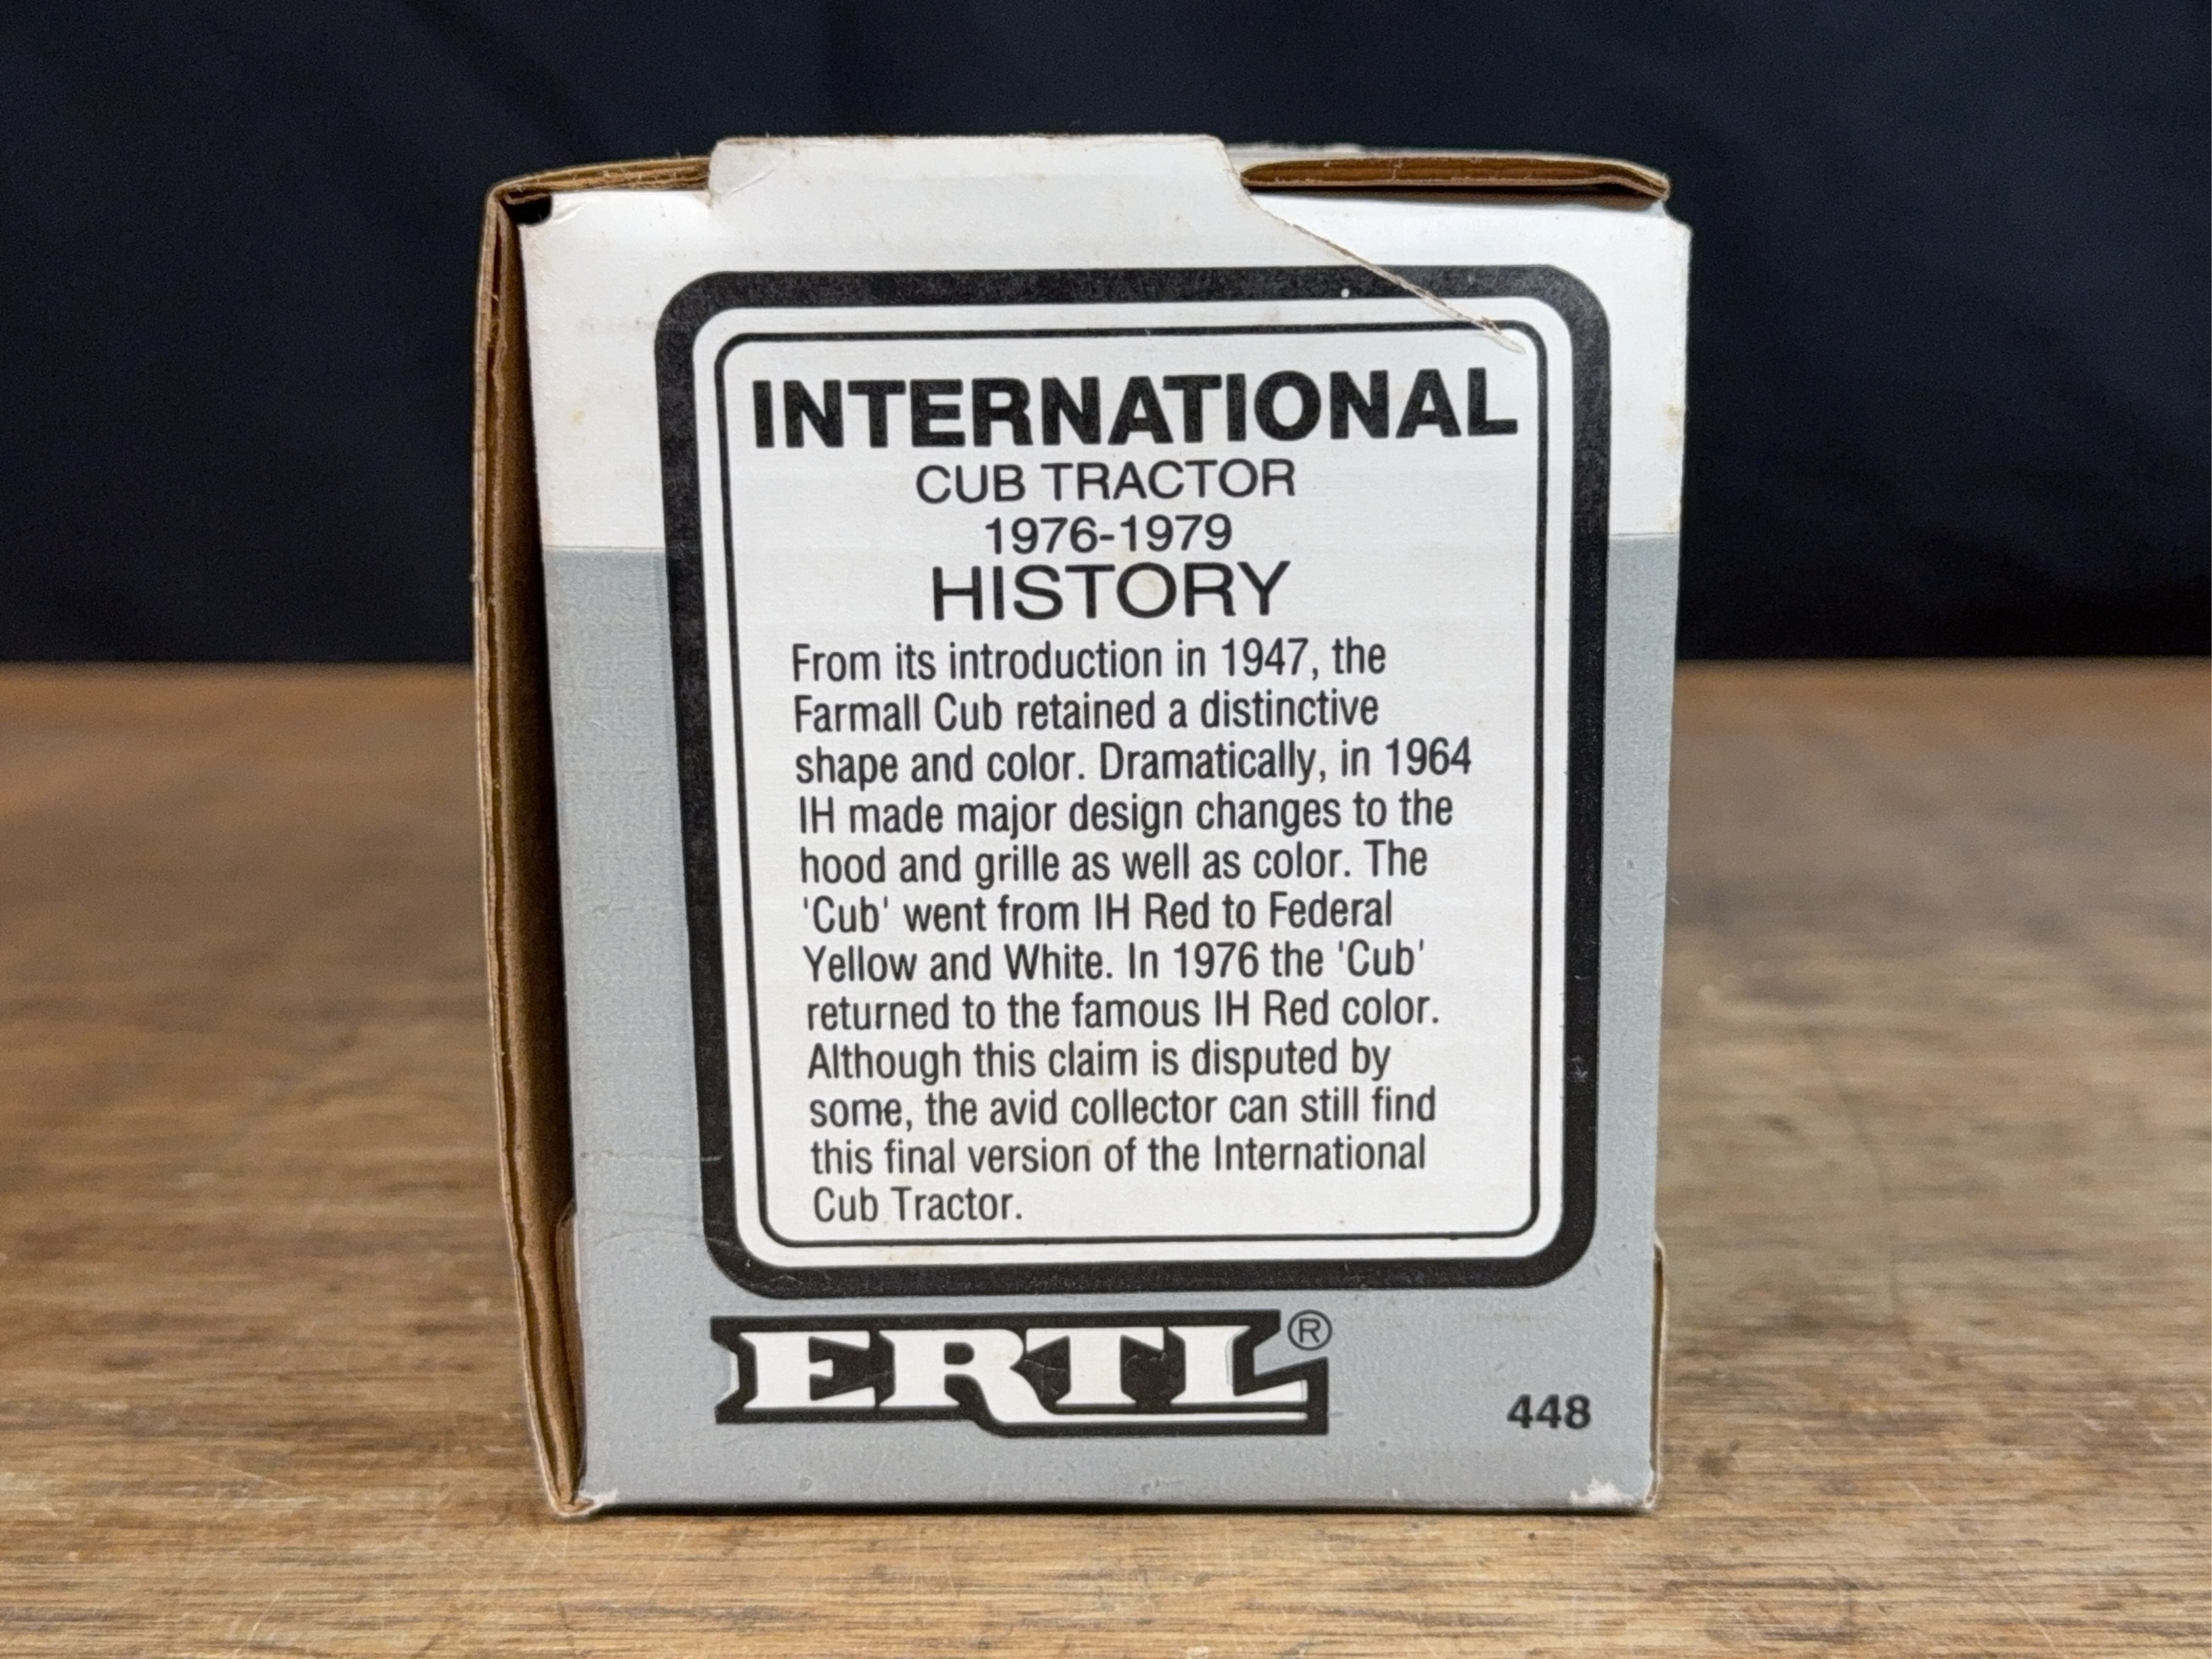 INTERNATIONAL
CUB TRACTOR
1976-1979
HISTORY
From its introduction in 1947, the
Farmall Cub retained a distinctive
shape and color. Dramatically, in 1964
IH made major design changes to the
hood and grille as well as color. The
'Cub' went from IH Red to Federal
Yellow and White. In 1976 the 'Cub'
returned to the famous IH Red color.
Although this claim is disputed by
some, the avid collector can still find
this final version of the International
Cub Tractor.
ERTL®
448